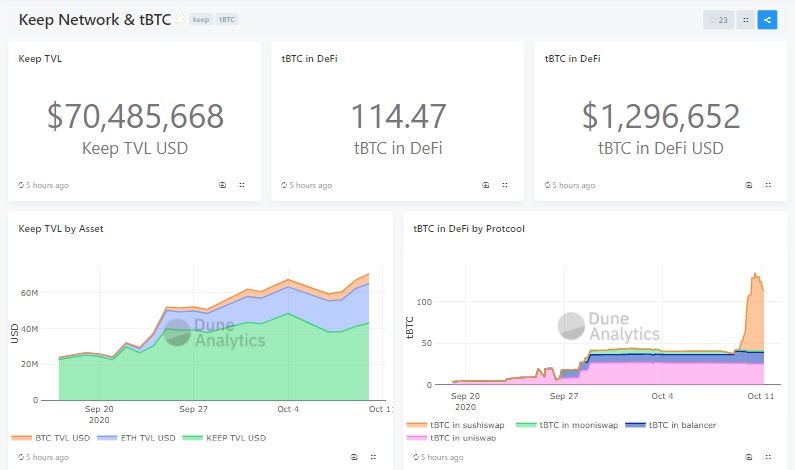 Keep Network & tBTC keep tBTC 23
Keep TVL
$70,485,668
Keep TVL USD
5 hours ago
tBTC in DeFi
114.47
tBTC in DeFi
5 hours ago
tBTC in DeFi
$1,296,652
tBTC in DeFi USD
5 hours ago
Keep TVL by Asset
60M
40M
20M
0
USD
Dune
Analytics
Sep 20
2020
Sep 27
Oct 4
Oct 1
BTC TVL USD ETH TVL USD KEEP TVL USD
5 hours ago
tBTC in DeFi by Protcool
100
50
0
tBTC
Dune
Analytics
Sep 20
2020
Sep 27
Oct 4
Oct 11
tBTC in sushiswap tBTC in mooniswap tBTC in balancer
tBTC in uniswap
5 hours ago